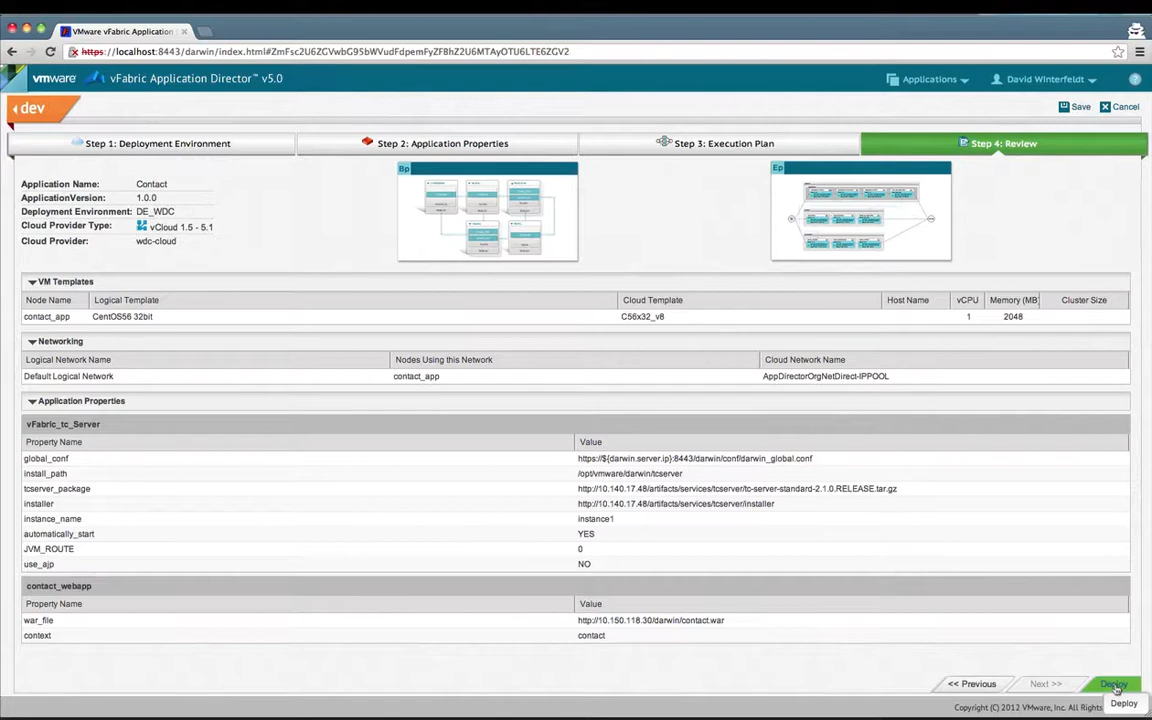 VMware vFabric Application
https://localhost:8443/darwin/index.html#ZmFsc2U6ZGVwbG9SbWVudFdpemFyZF8hZ2U6MTAyOTU6LTE6ZGV2
vmware vFabric Application Director™ v5.0 Applications David Winterfeldt ?
dev Save Cancel
Step 1: Deployment Environment Step 2: Application Properties Step 3: Execution Plan Step 4: Review
Application Name: Contact
ApplicationVersion: 1.0.0
Deployment Environment: DE_WDC
Cloud Provider Type: vCloud 1.5 - 5.1
Cloud Provider: wdc-cloud
Bp
Ep
VM Templates
Node Name Logical Template Cloud Template Host Name vCPU Memory (MB) Cluster Size
contact_app CentOS56 32bit C56x32_v8 1 2048
Networking
Logical Network Name Nodes Using this Network Cloud Network Name
Default Logical Network contact_app AppDirectorOrgNetDirect-IPPOOL
Application Properties
vFabric_tc_Server
Property Name Value
global_conf https://${darwin.server.ip}:8443/darwin/conf/darwin_global.conf
install_path /opt/vmware/darwin/tcserver
tcserver_package http://10.140.17.48/artifacts/services/tcserver/tc-server-standard-2.1.0.RELEASE.tar.gz
installer http://10.140.17.48/artifacts/services/tcserver/installer
instance_name instance1
automatically_start YES
JVM_ROUTE 0
use_ajp NO
contact_webapp
Property Name Value
war_file http://10.150.118.30/darwin/contact.war
context contact
<< Previous Next >> Deploy
Copyright (C) 2012 VMware, Inc. All Rights
Deploy